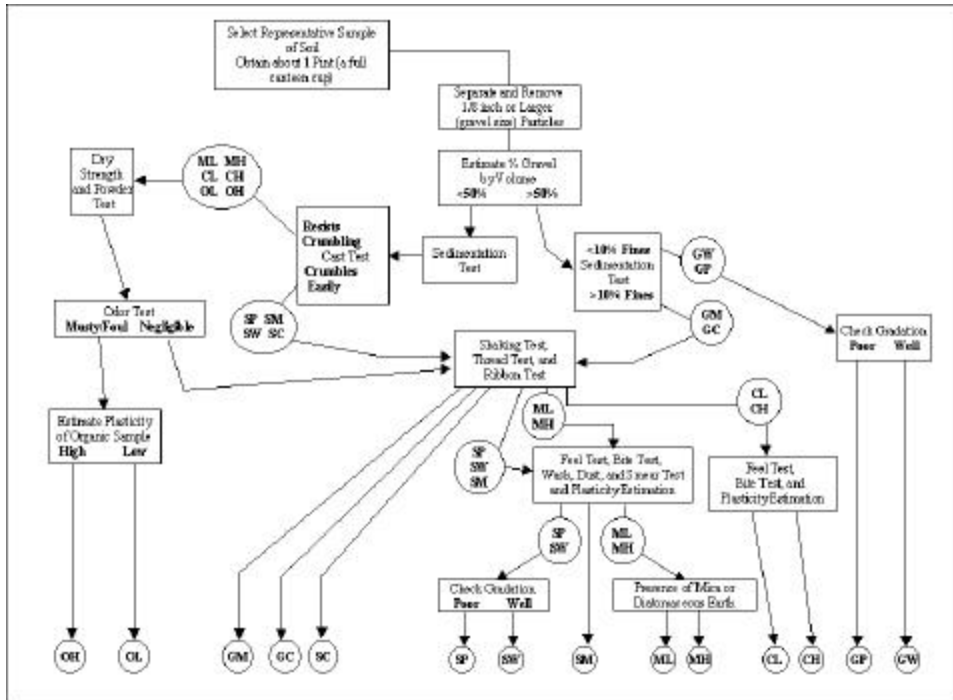 Select Representative Sample
of Soil
Obtain about 1 Pint (a full
canteen cup)
Separate and Remove
1/8 inch or Larger
(gravel size) Particles
Estimate % Gravel
by Volume
<50% >50%
Dry
Strength
and Powder
Test
ML MH
CL CH
OL OH
Resists
Crumbling
Cast Test
Crumbles
Easily
Sedimentation
Test
<10% Fines
Sedimentation
Test
>10% Fines
GW
GP
GM
GC
Odor Test
Musty/Foul Negligible
SP SM
SW SC
Shaking Test,
Thread Test, and
Ribbon Test
Check Gradation
Poor Well
Estimate Plasticity
of Organic Sample
High Low
ML
MH
CL
CH
SP
SW
SM
Feel Test, Bite Test,
Wash, Dust, and Smear Test
and Plasticity Estimation
Feel Test,
Bite Test, and
Plasticity Estimation
SP
SW
ML
MH
Check Gradation
Poor Well
Presence of Mica or
Diatomaceous Earth.
OH
OL
GM
GC
SC
SP
SW
SM
ML
MH
CL
CH
GP
GW